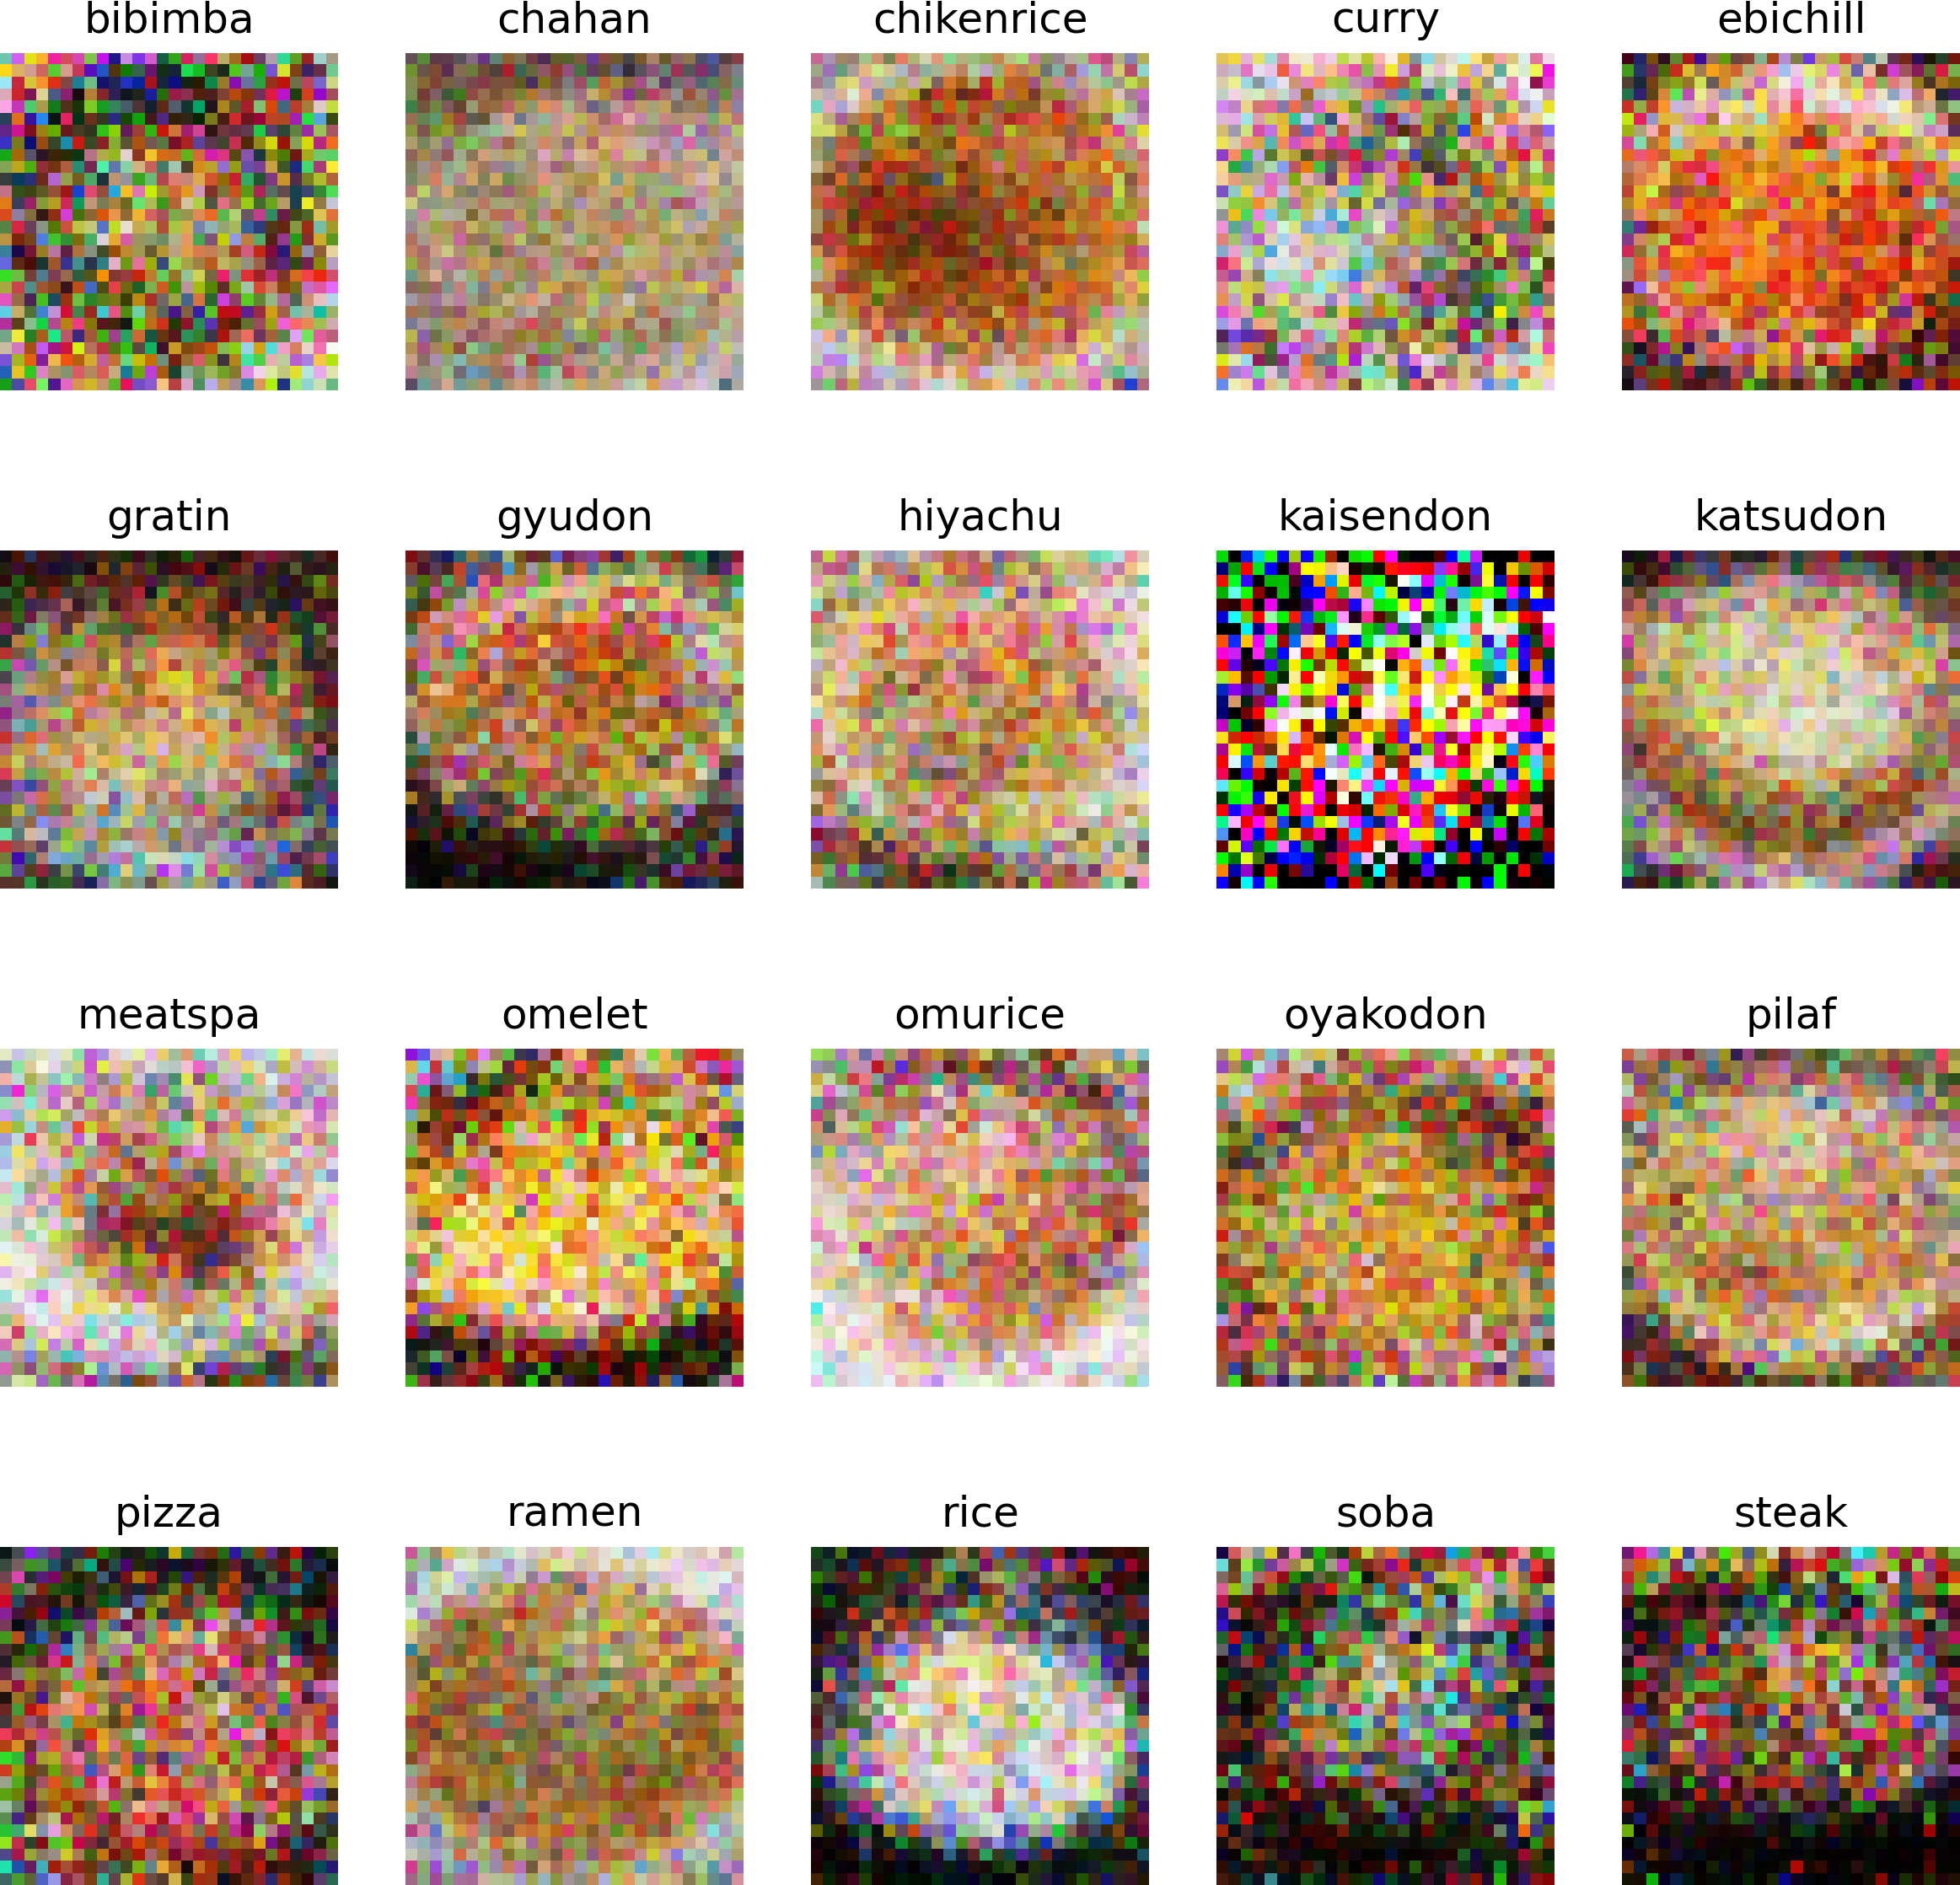 bibimba chahan chikenrice curry ebichill
gratin gyudon hiyachu kaisendon katsudon
meatspa omelet omurice oyakodon pilaf
pizza ramen rice soba steak